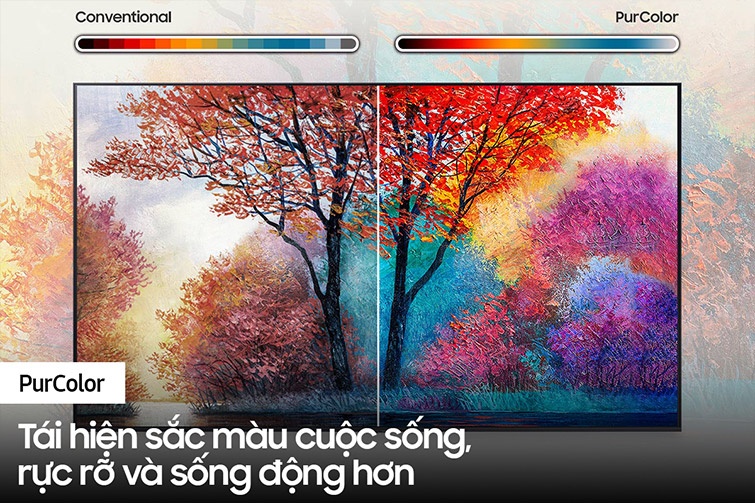 Conventional
PurColor
PurColor
Tái hiện sắc màu cuộc sống,
rực rỡ và sống động hơn